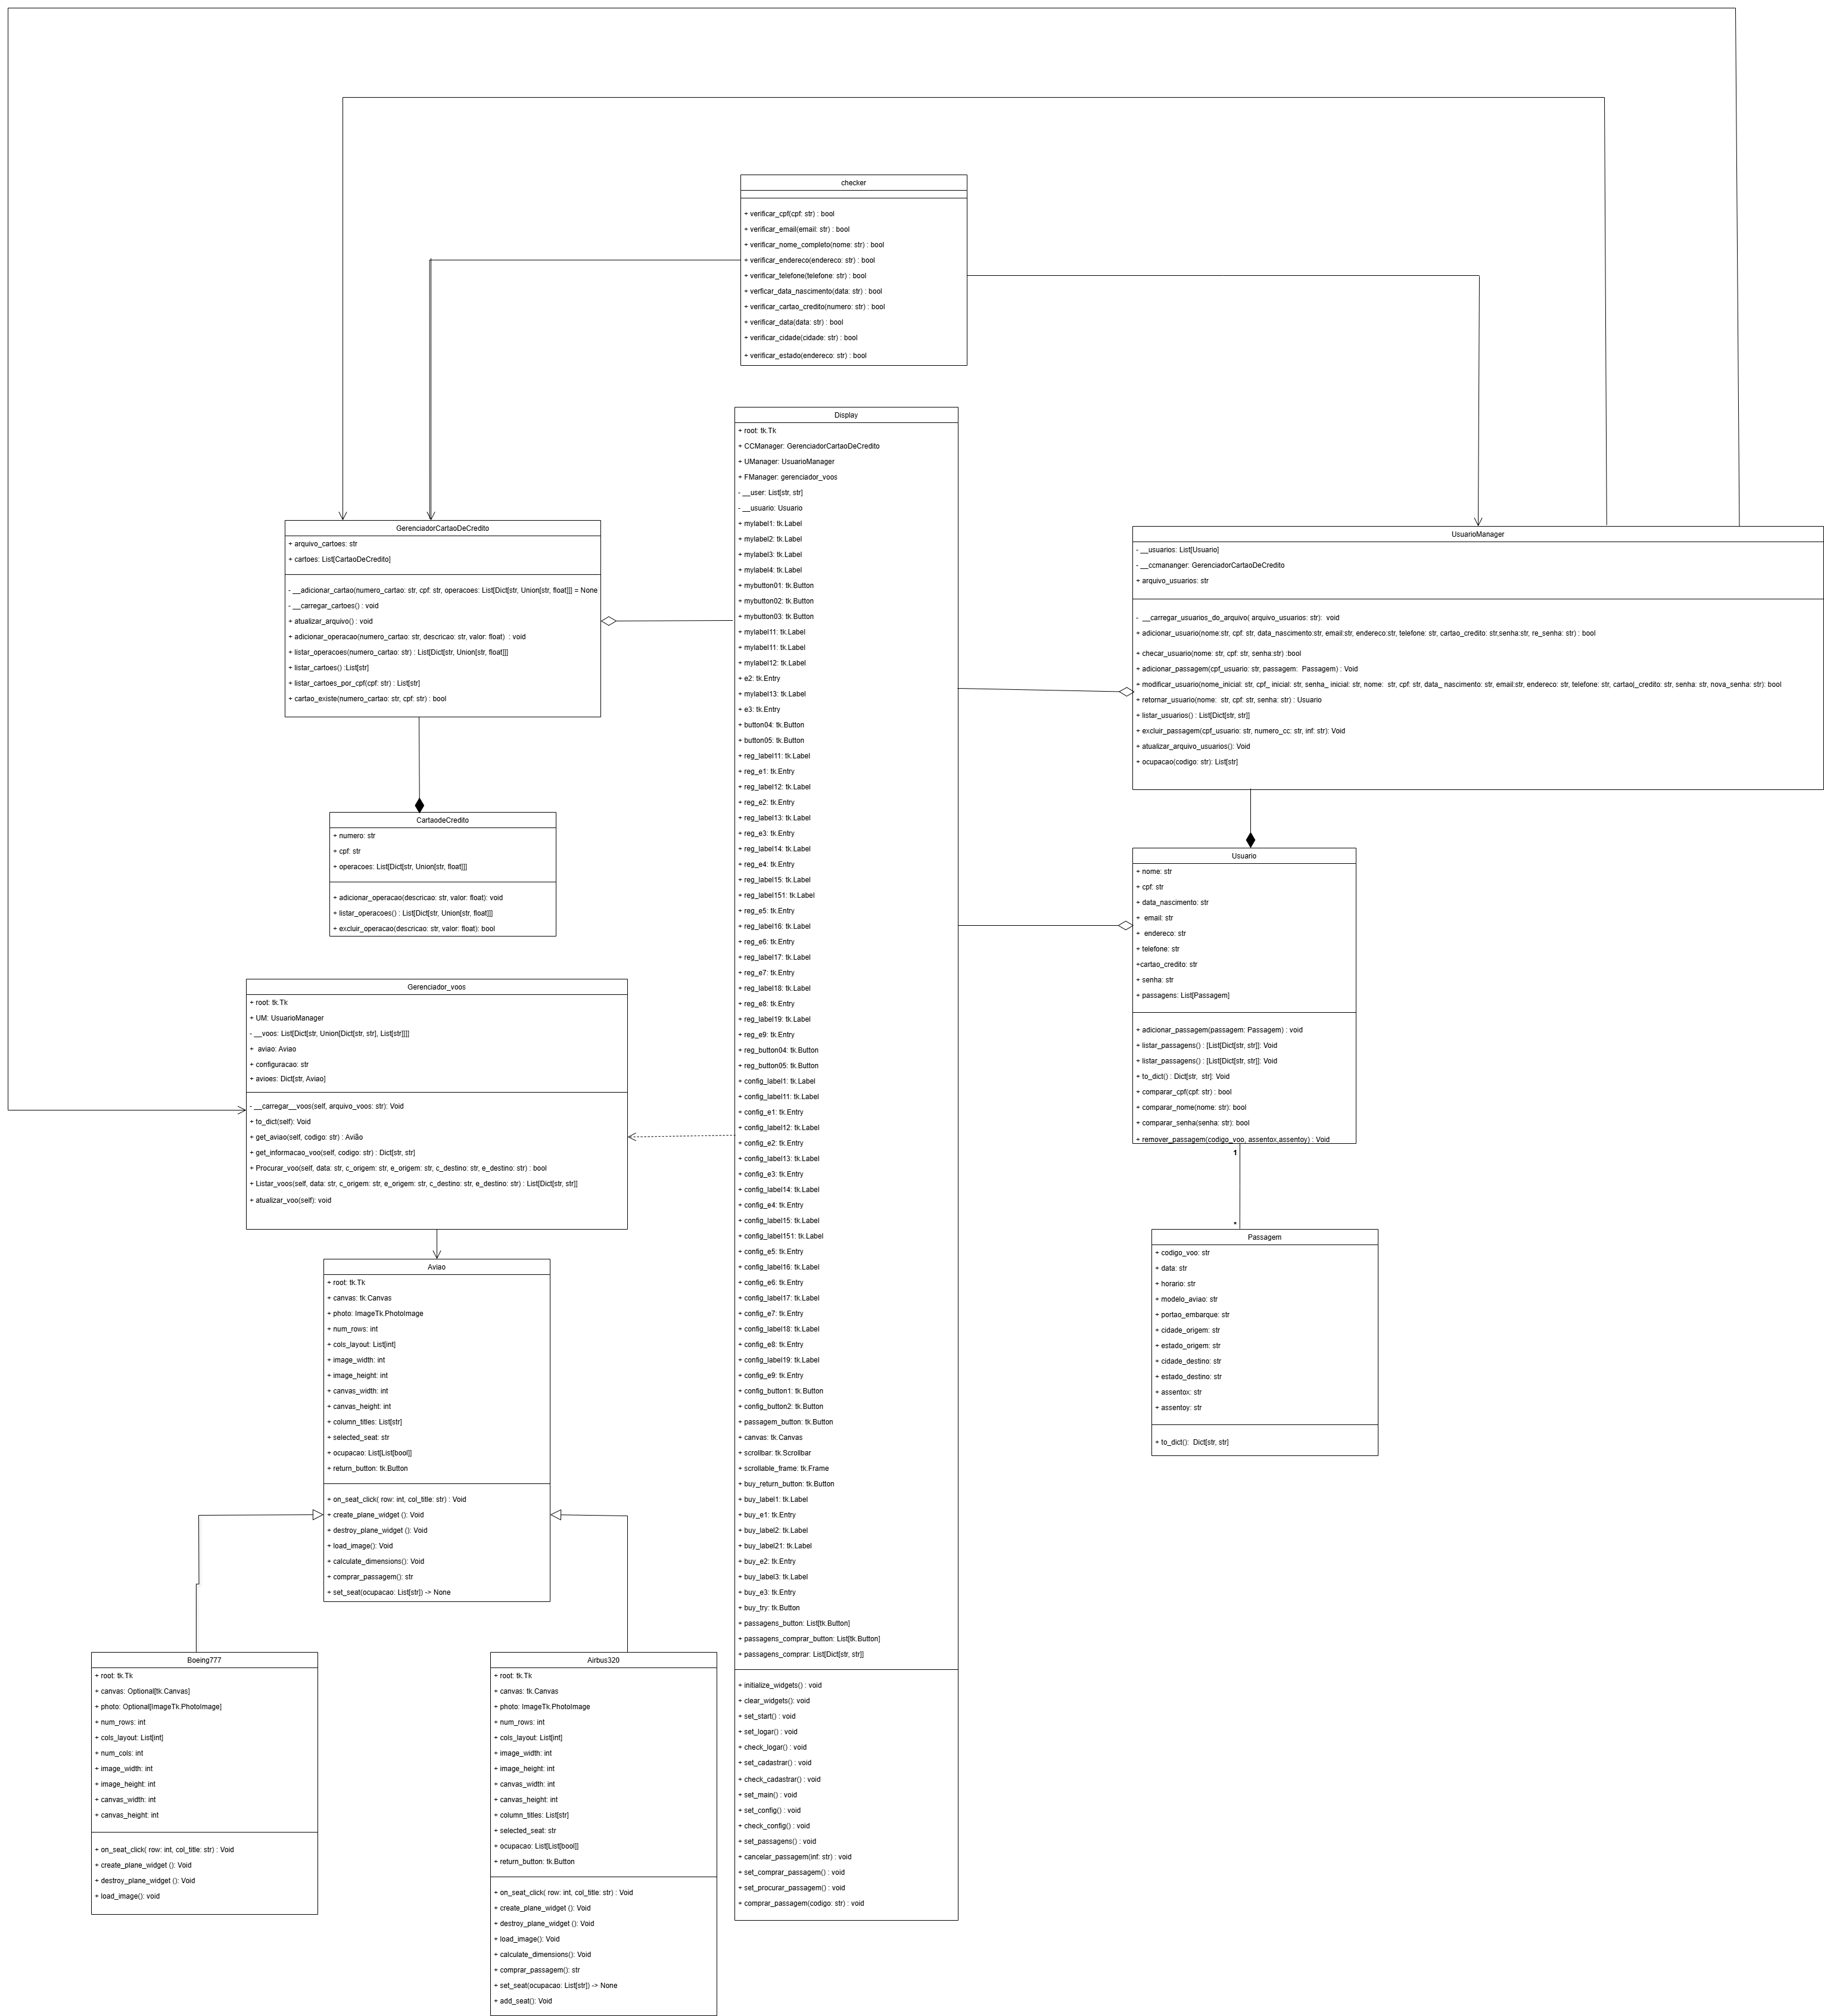 checker
+ verificar_cpf(cpf: str) : bool
+ verificar_email(email: str) : bool
+ verificar_nome_completo(nome: str) : bool
+ verificar_endereco(endereco: str) : bool
+ verificar_telefone(telefone: str) : bool
+ verficar_data_nascimento(data: str) : bool
+ verificar_cartao_credito(numero: str) : bool
+ verificar_data(data: str) : bool
+ verificar_cidade(cidade: str) : bool
+ verificar_estado(endereco: str) : bool
GerenciadorCartaoDeCredito
+ arquivo_cartoes: str
+ cartoes: List[CartaoDeCredito]
- __adicionar_cartao(numero_cartao: str, cpf: str, operacoes: List[Dict[str, Union[str, float]]] = None
- __carregar_cartoes() : void
+ atualizar_arquivo() : void
+ adicionar_operacao(numero_cartao: str, descricao: str, valor: float)  : void
+ listar_operacoes(numero_cartao: str) : List[Dict[str, Union[str, float]]]
+ listar_cartoes() :List[str]
+ listar_cartoes_por_cpf(cpf: str) : List[str]
+ cartao_existe(numero_cartao: str, cpf: str) : bool
CartaodeCredito
+ numero: str
+ cpf: str
+ operacoes: List[Dict[str, Union[str, float]]]
+ adicionar_operacao(descricao: str, valor: float): void
+ listar_operacoes() : List[Dict[str, Union[str, float]]]
+ excluir_operacao(descricao: str, valor: float): bool
Gerenciador_voos
+ root: tk.Tk
+ UM: UsuarioManager
- __voos: List[Dict[str, Union[Dict[str, str], List[str]]]]
+  aviao: Aviao
+ configuracao: str
+ avioes: Dict[str, Aviao]
- __carregar__voos(self, arquivo_voos: str): Void
+ to_dict(self): Void
+ get_aviao(self, codigo: str) : Avião
+ get_informacao_voo(self, codigo: str) : Dict[str, str]
+ Procurar_voo(self, data: str, c_origem: str, e_origem: str, c_destino: str, e_destino: str) : bool
+ Listar_voos(self, data: str, c_origem: str, e_origem: str, c_destino: str, e_destino: str) : List[Dict[str, str]]
+ atualizar_voo(self): void
Aviao
+ root: tk.Tk
+ canvas: tk.Canvas
+ photo: ImageTk.PhotoImage
+ num_rows: int
+ cols_layout: List[int]
+ image_width: int
+ image_height: int
+ canvas_width: int
+ canvas_height: int
+ column_titles: List[str]
+ selected_seat: str
+ ocupacao: List[List[bool]]
+ return_button: tk.Button
+ on_seat_click( row: int, col_title: str) : Void
+ create_plane_widget (): Void
+ destroy_plane_widget (): Void
+ load_image(): Void
+ calculate_dimensions(): Void
+ comprar_passagem(): str
+ set_seat(ocupacao: List[str]) -> None
Boeing777
+ root: tk.Tk
+ canvas: Optional[tk.Canvas]
+ photo: Optional[ImageTk.PhotoImage]
+ num_rows: int
+ cols_layout: List[int]
+ num_cols: int
+ image_width: int
+ image_height: int
+ canvas_width: int
+ canvas_height: int
+ on_seat_click( row: int, col_title: str) : Void
+ create_plane_widget (): Void
+ destroy_plane_widget (): Void
+ load_image(): void
Airbus320
+ root: tk.Tk
+ canvas: tk.Canvas
+ photo: ImageTk.PhotoImage
+ num_rows: int
+ cols_layout: List[int]
+ image_width: int
+ image_height: int
+ canvas_width: int
+ canvas_height: int
+ column_titles: List[str]
+ selected_seat: str
+ ocupacao: List[List[bool]]
+ return_button: tk.Button
+ on_seat_click( row: int, col_title: str) : Void
+ create_plane_widget (): Void
+ destroy_plane_widget (): Void
+ load_image(): Void
+ calculate_dimensions(): Void
+ comprar_passagem(): str
+ set_seat(ocupacao: List[str]) -> None
+ add_seat(): Void
Display
+ root: tk.Tk
+ CCManager: GerenciadorCartaoDeCredito
+ UManager: UsuarioManager
+ FManager: gerenciador_voos
- __user: List[str, str]
- __usuario: Usuario
+ mylabel1: tk.Label
+ mylabel2: tk.Label
+ mylabel3: tk.Label
+ mylabel4: tk.Label
+ mybutton01: tk.Button
+ mybutton02: tk.Button
+ mybutton03: tk.Button
+ mylabel11: tk.Label
+ mylabel11: tk.Label
+ mylabel12: tk.Label
+ e2: tk.Entry
+ mylabel13: tk.Label
+ e3: tk.Entry
+ button04: tk.Button
+ button05: tk.Button
+ reg_label11: tk.Label
+ reg_e1: tk.Entry
+ reg_label12: tk.Label
+ reg_e2: tk.Entry
+ reg_label13: tk.Label
+ reg_e3: tk.Entry
+ reg_label14: tk.Label
+ reg_e4: tk.Entry
+ reg_label15: tk.Label
+ reg_label151: tk.Label
+ reg_e5: tk.Entry
+ reg_label16: tk.Label
+ reg_e6: tk.Entry
+ reg_label17: tk.Label
+ reg_e7: tk.Entry
+ reg_label18: tk.Label
+ reg_e8: tk.Entry
+ reg_label19: tk.Label
+ reg_e9: tk.Entry
+ reg_button04: tk.Button
+ reg_button05: tk.Button
+ config_label1: tk.Label
+ config_label11: tk.Label
+ config_e1: tk.Entry
+ config_label12: tk.Label
+ config_e2: tk.Entry
+ config_label13: tk.Label
+ config_e3: tk.Entry
+ config_label14: tk.Label
+ config_e4: tk.Entry
+ config_label15: tk.Label
+ config_label151: tk.Label
+ config_e5: tk.Entry
+ config_label16: tk.Label
+ config_e6: tk.Entry
+ config_label17: tk.Label
+ config_e7: tk.Entry
+ config_label18: tk.Label
+ config_e8: tk.Entry
+ config_label19: tk.Label
+ config_e9: tk.Entry
+ config_button1: tk.Button
+ config_button2: tk.Button
+ passagem_button: tk.Button
+ canvas: tk.Canvas
+ scrollbar: tk.Scrollbar
+ scrollable_frame: tk.Frame
+ buy_return_button: tk.Button
+ buy_label1: tk.Label
+ buy_e1: tk.Entry
+ buy_label2: tk.Label
+ buy_label21: tk.Label
+ buy_e2: tk.Entry
+ buy_label3: tk.Label
+ buy_e3: tk.Entry
+ buy_try: tk.Button
+ passagens_button: List[tk.Button]
+ passagens_comprar_button: List[tk.Button]
+ passagens_comprar: List[Dict[str, str]]
+ initialize_widgets() : void
+ clear_widgets(): void
+ set_start() : void
+ set_logar() : void
+ check_logar() : void
+ set_cadastrar() : void
+ check_cadastrar() : void
+ set_main() : void
+ set_config() : void
+ check_config() : void
+ set_passagens() : void
+ cancelar_passagem(inf: str) : void
+ set_comprar_passagem() : void
+ set_procurar_passagem() : void
+ comprar_passagem(codigo: str) : void
UsuarioManager
- __usuarios: List[Usuario]
- __ccmananger: GerenciadorCartaoDeCredito
+ arquivo_usuarios: str
-  __carregar_usuarios_do_arquivo( arquivo_usuarios: str):  void
+ adicionar_usuario(nome:str, cpf: str, data_nascimento:str, email:str, endereco:str, telefone: str, cartao_credito: str,senha:str, re_senha: str) : bool
+ checar_usuario(nome: str, cpf: str, senha:str) :bool
+ adicionar_passagem(cpf_usuario: str, passagem:  Passagem) : Void
+ modificar_usuario(nome_inicial: str, cpf_ inicial: str, senha_ inicial: str, nome:  str, cpf: str, data_ nascimento: str, email:str, endereco: str, telefone: str, cartao|_credito: str, senha: str, nova_senha: str): bool
+ retornar_usuario(nome:  str, cpf: str, senha: str) : Usuario
+ listar_usuarios() : List[Dict[str, str]]
+ excluir_passagem(cpf_usuario: str, numero_cc: str, inf: str): Void
+ atualizar_arquivo_usuarios(): Void
+ ocupacao(codigo: str): List[str]
Usuario
+ nome: str
+ cpf: str
+ data_nascimento: str
+  email: str
+  endereco: str
+ telefone: str
+cartao_credito: str
+ senha: str
+ passagens: List[Passagem]
+ adicionar_passagem(passagem: Passagem) : void
+ listar_passagens() : [List[Dict[str, str]]: Void
+ listar_passagens() : [List[Dict[str, str]]: Void
+ to_dict() : Dict[str,  str]: Void
+ comparar_cpf(cpf: str) : bool
+ comparar_nome(nome: str): bool
+ comparar_senha(senha: str): bool
+ remover_passagem(codigo_voo, assentox,assentoy) : Void
1
*
Passagem
+ codigo_voo: str
+ data: str
+ horario: str
+ modelo_aviao: str
+ portao_embarque: str
+ cidade_origem: str
+ estado_origem: str
+ cidade_destino: str
+ estado_destino: str
+ assentox: str
+ assentoy: str
+ to_dict():  Dict[str, str]